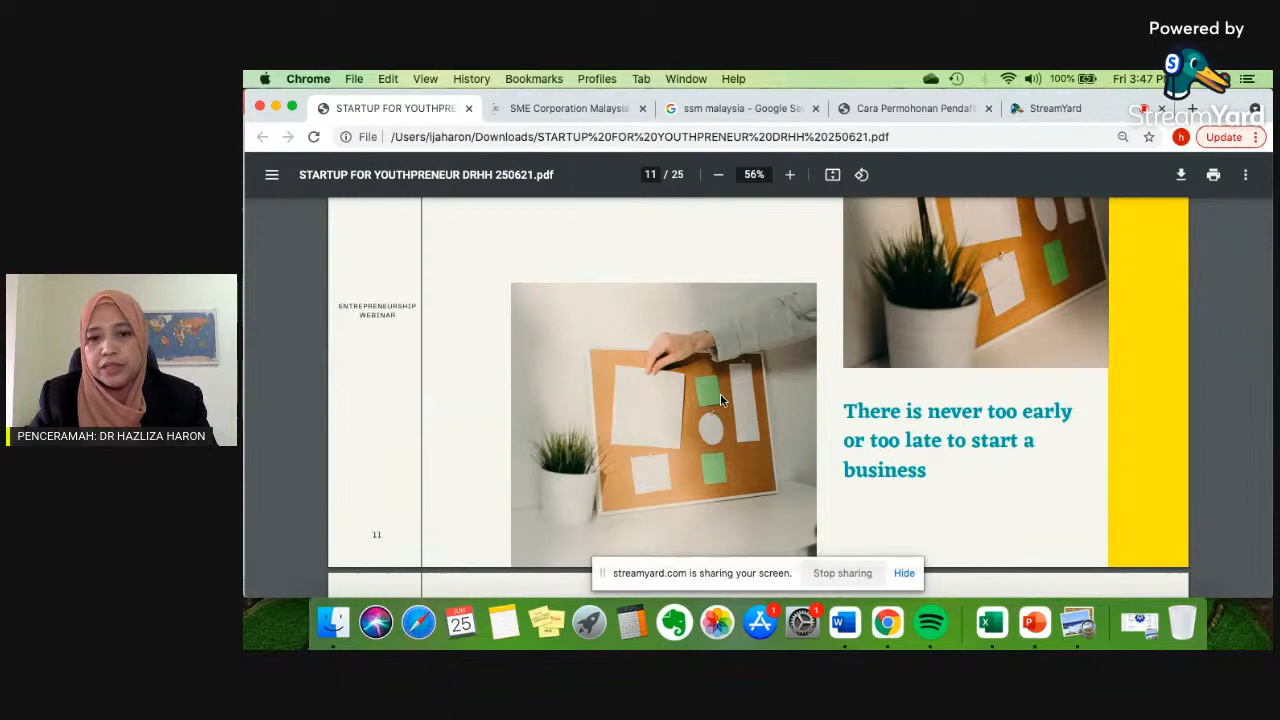 Powered by
StreamYard
Chrome File Edit View History Bookmarks Profiles Tab Window Help
100%
Fri 3:47 P
STARTUP FOR YOUTHPRE
SME Corporation Malaysia
ssm malaysia - Google Se
Cara Permohonan Pendaft
StreamYard
File /Users/ijaharon/Downloads/STARTUP%20FOR%20YOUTHPRENEUR%20DRHH%20250621.pdf
h
Update
STARTUP FOR YOUTHPRENEUR DRHH 250621.pdf
11 / 25
56%
ENTREPRENEURSHIP
WEBINAR
There is never too early
or too late to start a
business
11
PENCERAMAH: DR HAZLIZA HARON
streamyard.com is sharing your screen.
Stop sharing
Hide
JUN
25
1
1
W
X
P